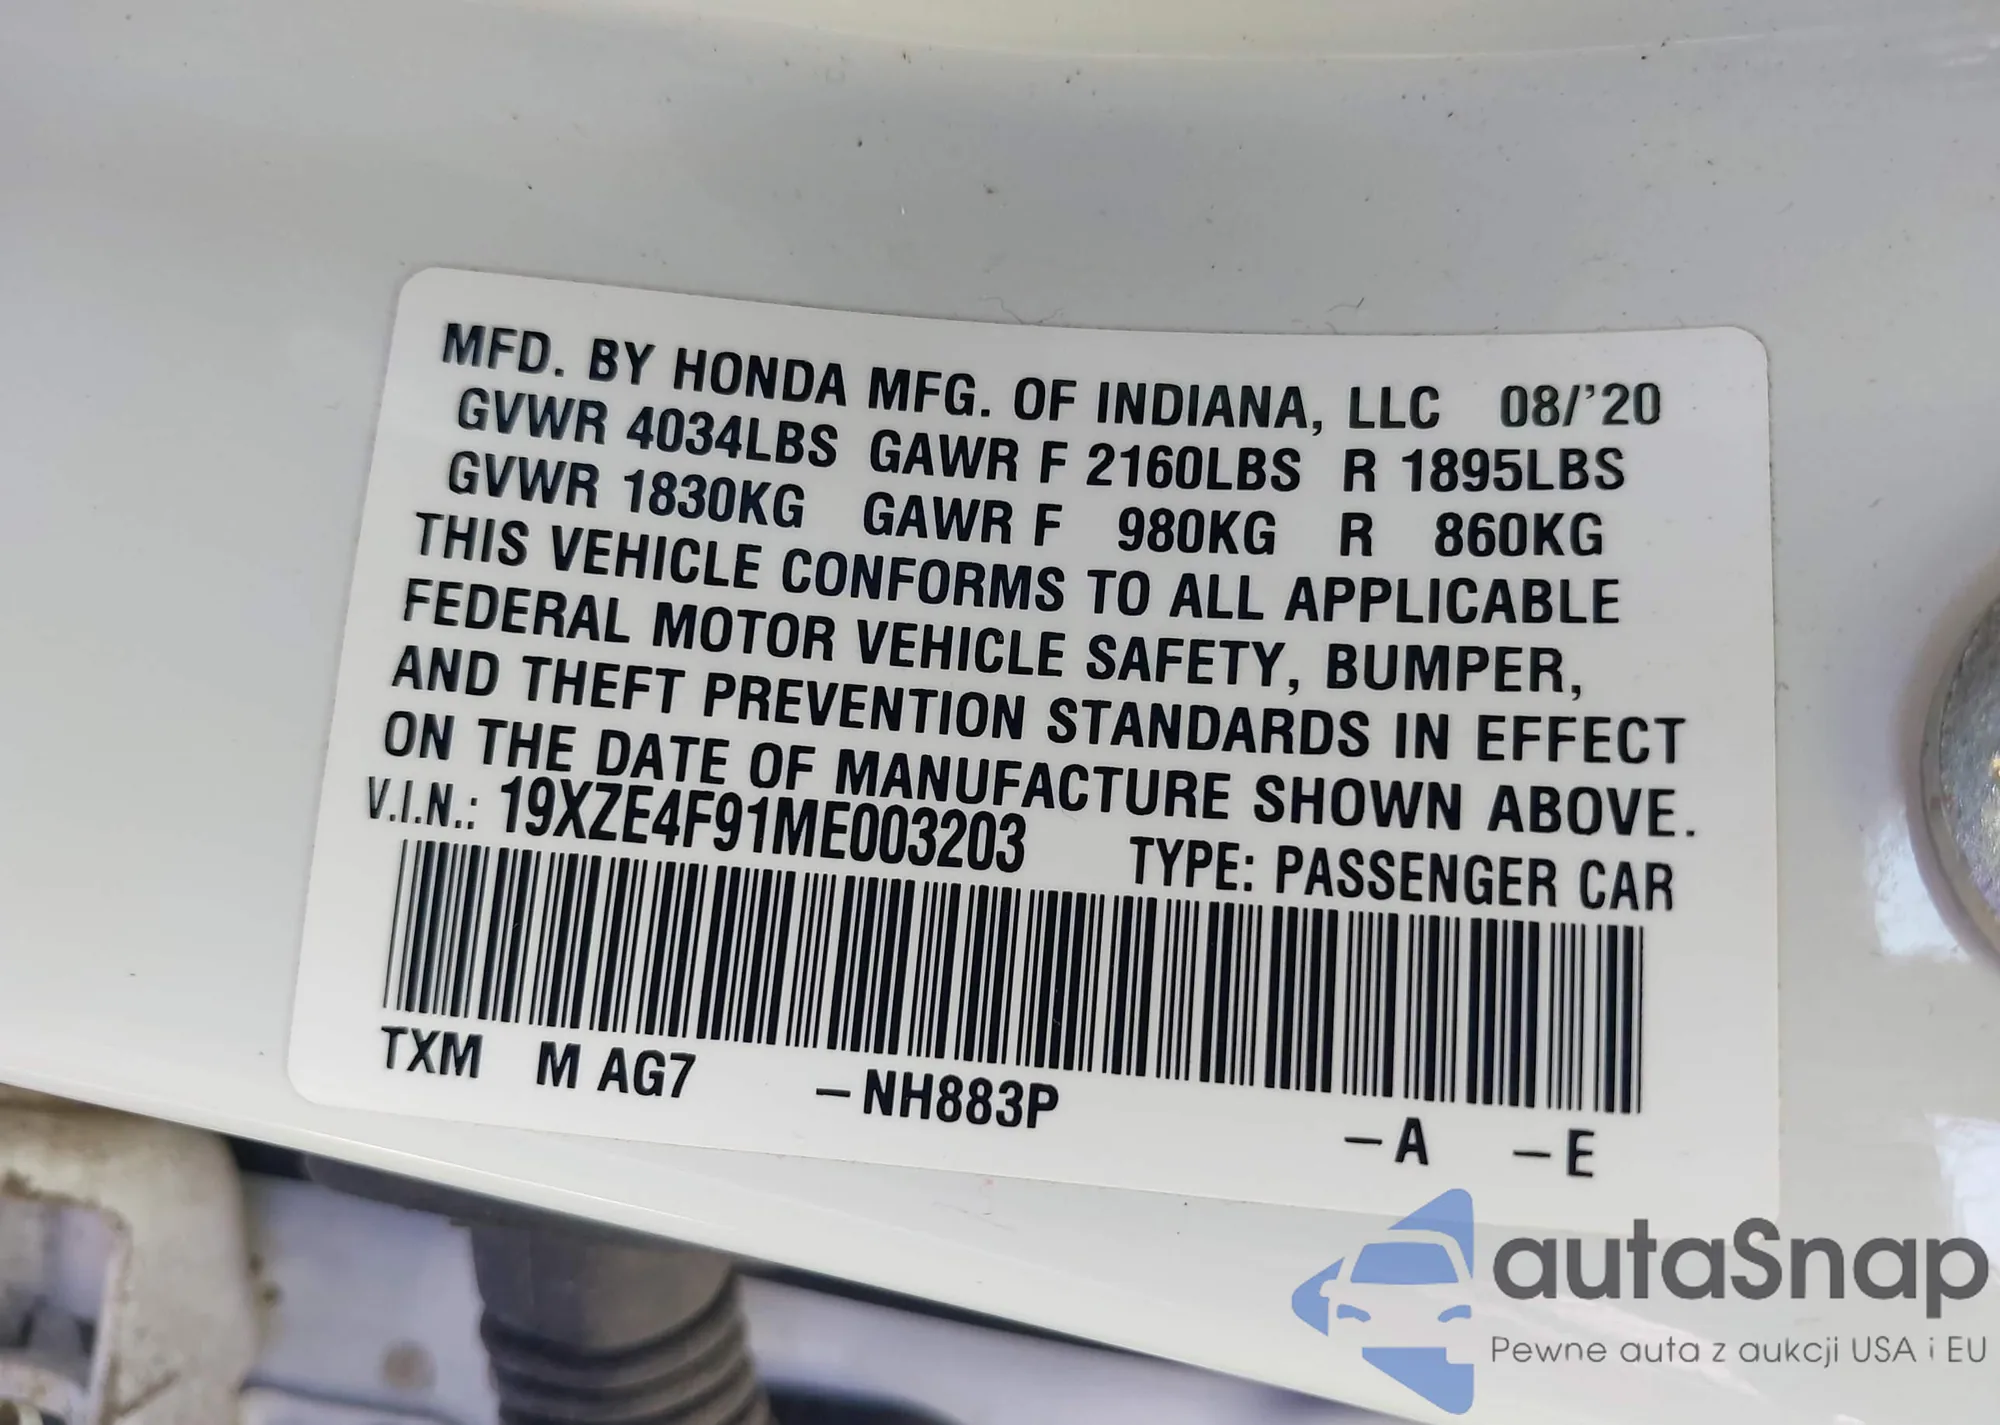 MFD. BY HONDA MFG. OF INDIANA, LLC 08/'20
GVWR 4034LBS GAWR F 2160LBS R 1895LBS
GVWR 1830KG GAWR F 980KG R 860KG
THIS VEHICLE CONFORMS TO ALL APPLICABLE
FEDERAL MOTOR VEHICLE SAFETY, BUMPER,
AND THEFT PREVENTION STANDARDS IN EFFECT
ON THE DATE OF MANUFACTURE SHOWN ABOVE.
V.I.N.: 19XZE4F91ME003203 TYPE: PASSENGER CAR
TXM M AG7 –NH883P –A –E
autaSnap
Pewne auta z aukcji USA i EU